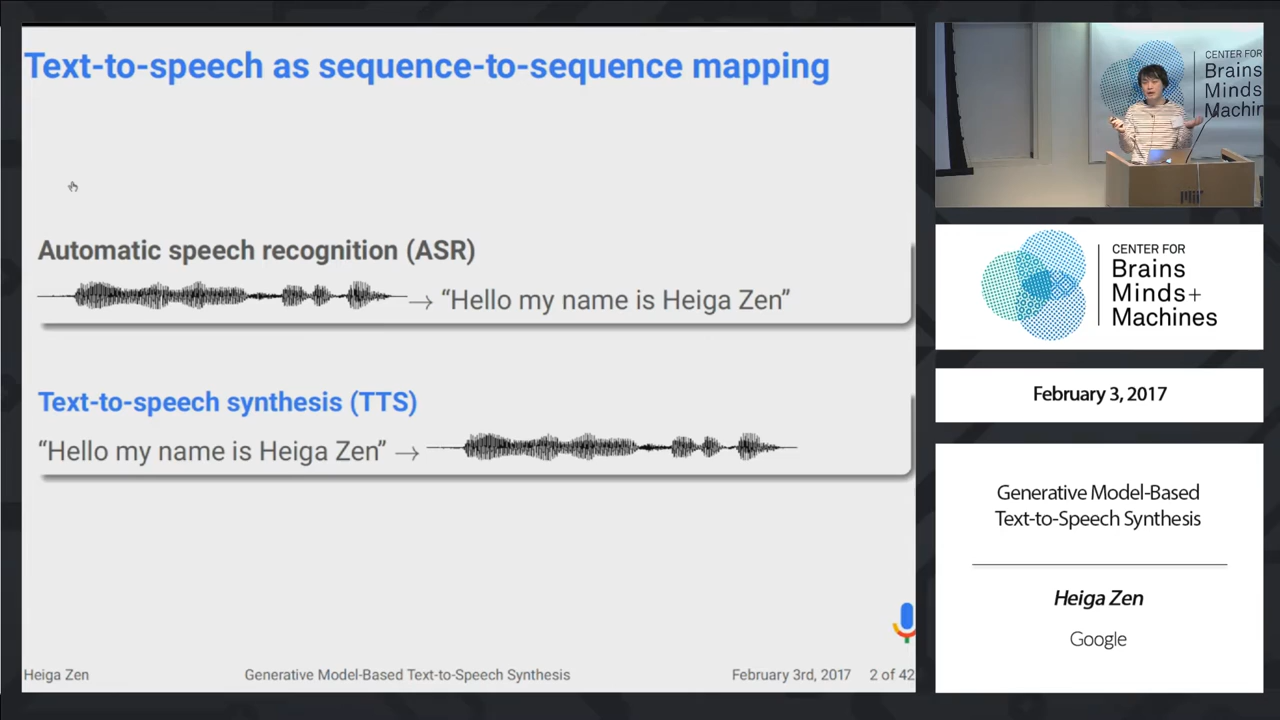 Text-to-speech as sequence-to-sequence mapping
Automatic speech recognition (ASR)
→ “Hello my name is Heiga Zen”
Text-to-speech synthesis (TTS)
“Hello my name is Heiga Zen” →
Heiga Zen
Generative Model-Based Text-to-Speech Synthesis
February 3rd, 2017
2 of 42
CENTER FOR
Brains
Minds
Machin
MIT
CENTER FOR
Brains
Minds+
Machines
February 3, 2017
Generative Model-Based
Text-to-Speech Synthesis
Heiga Zen
Google